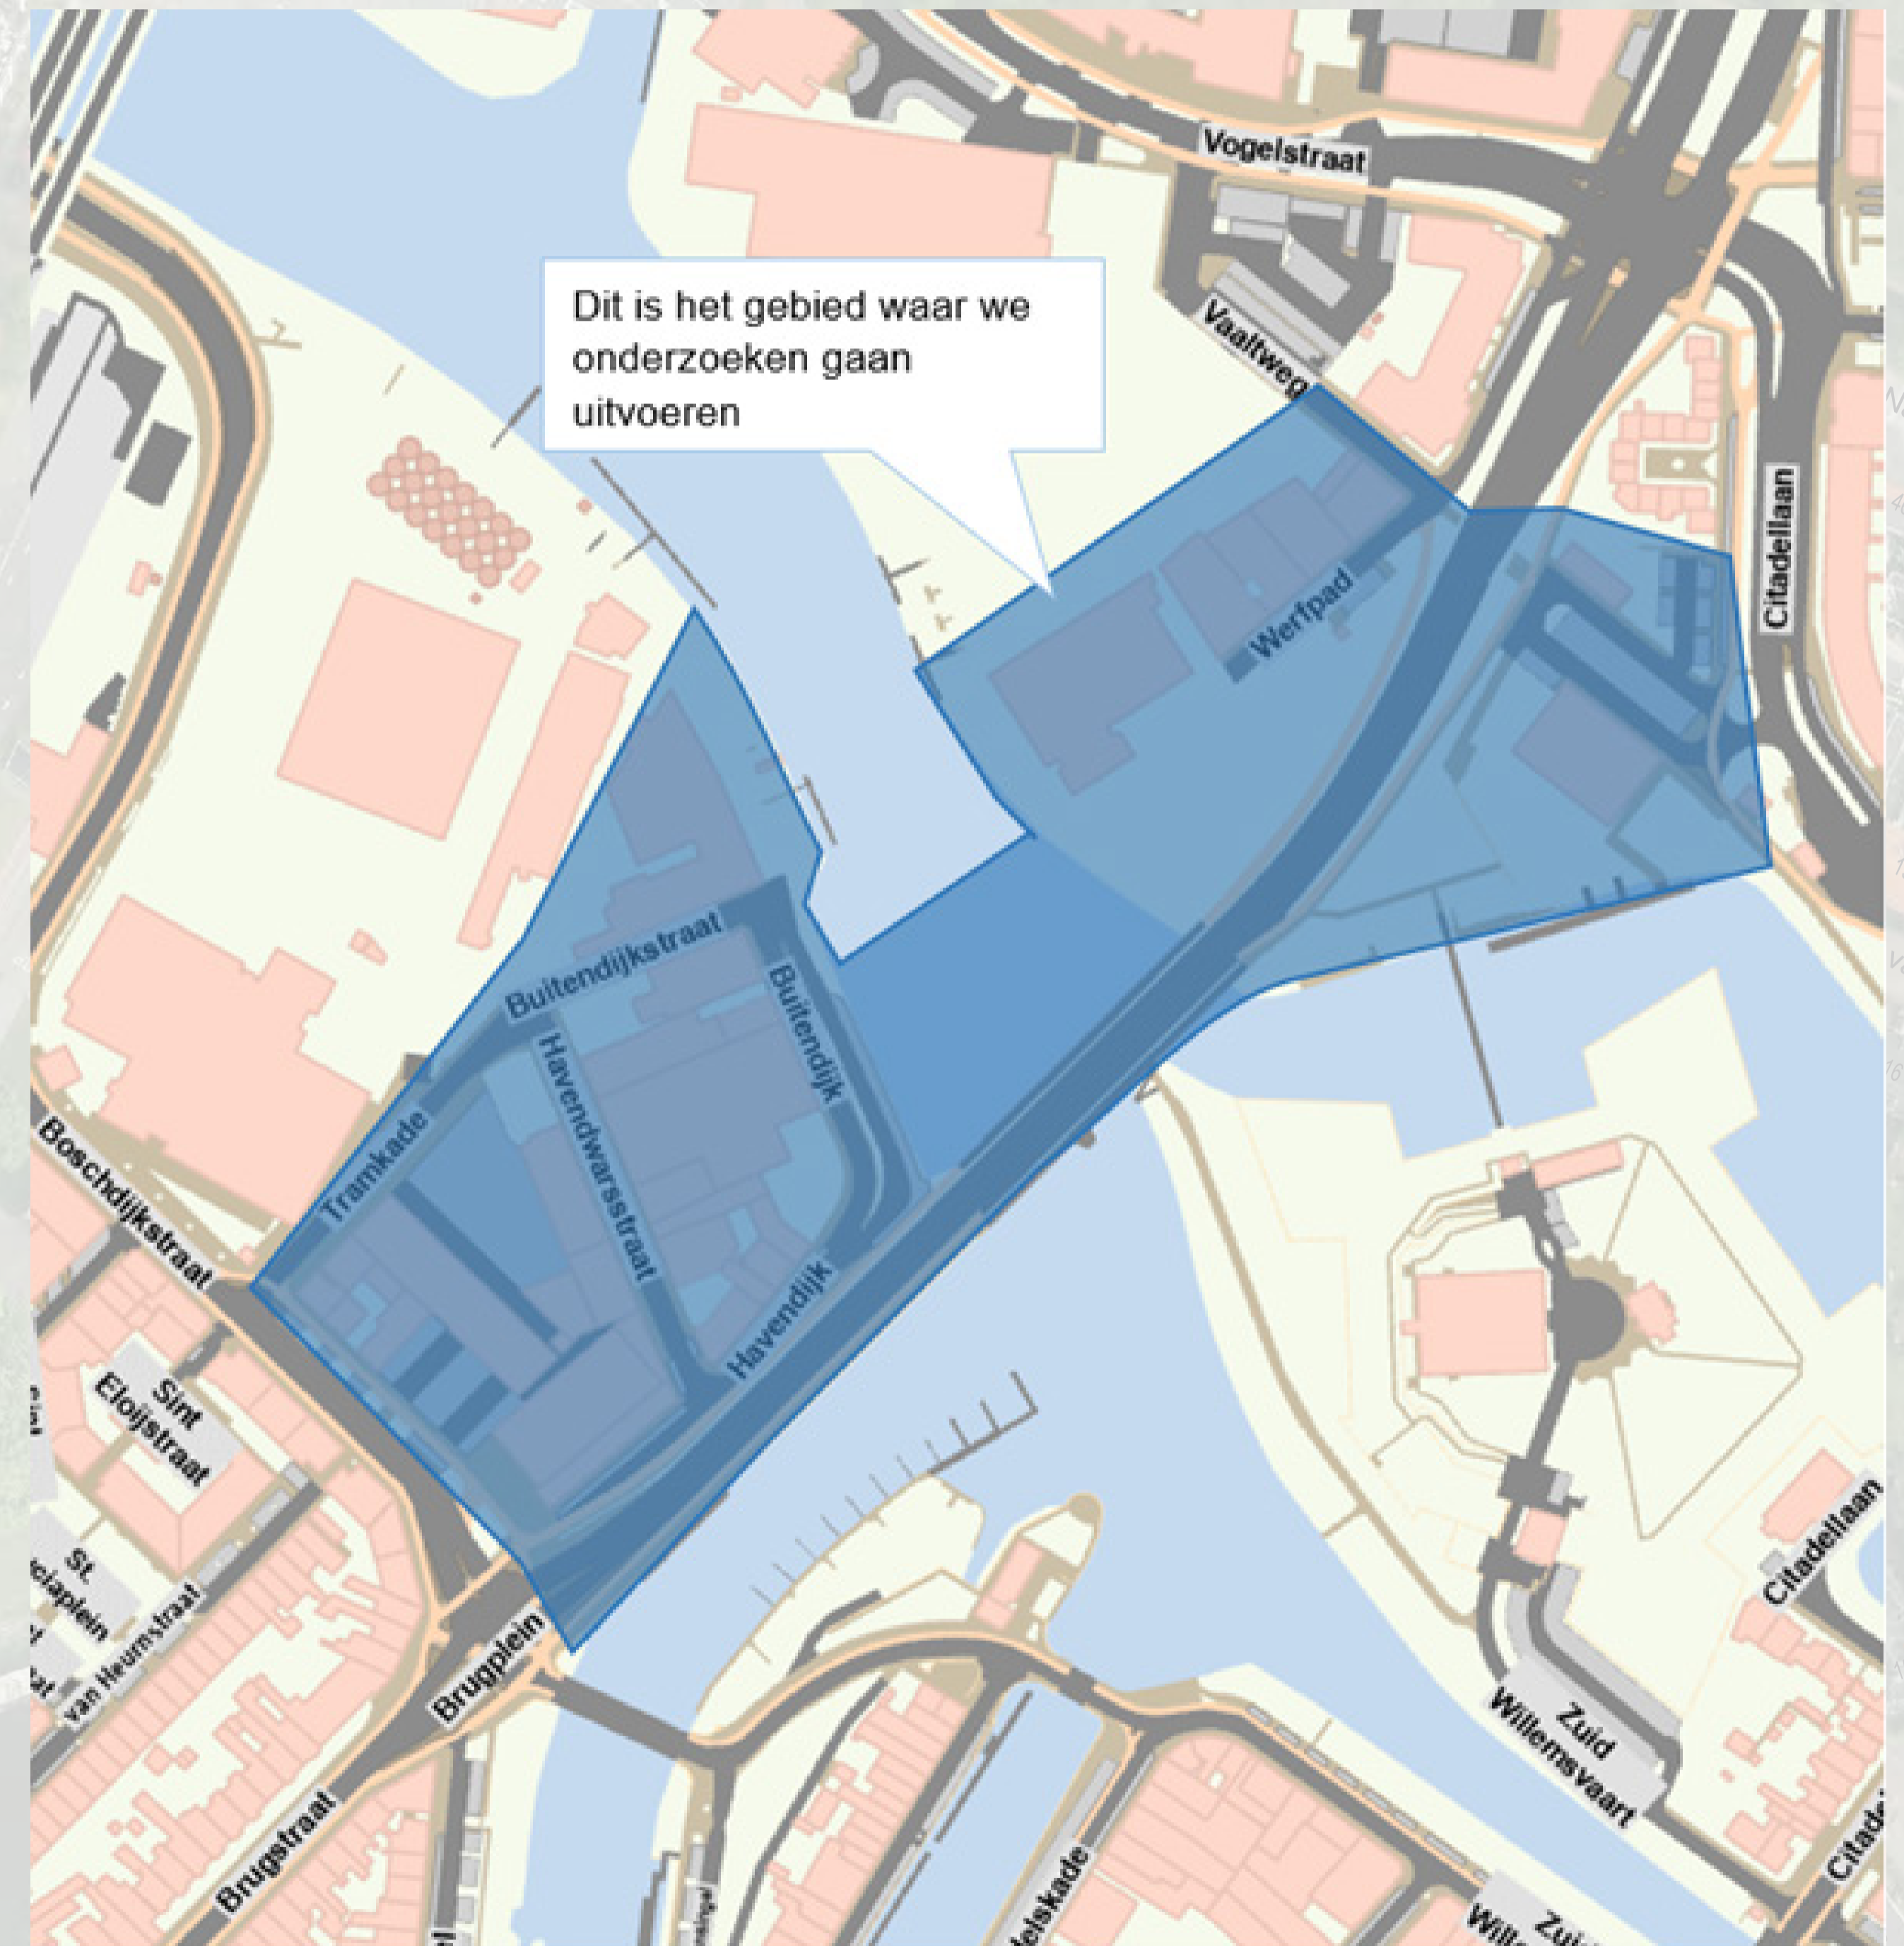 Vogelstraat
Dit is het gebied waar we
onderzoeken gaan
uitvoeren
Vaaltweg
Citadellaan
Werfpad
Buitendijkstraat
Buitendijk
Havendwarsstraat
Tramkade
Boschdijkstraat
Havendijk
Sint
Eloijstraat
St.
van Heurnstraat
Brugplein
Citadellaan
Zuid
Willemsvaart
Brugstraat